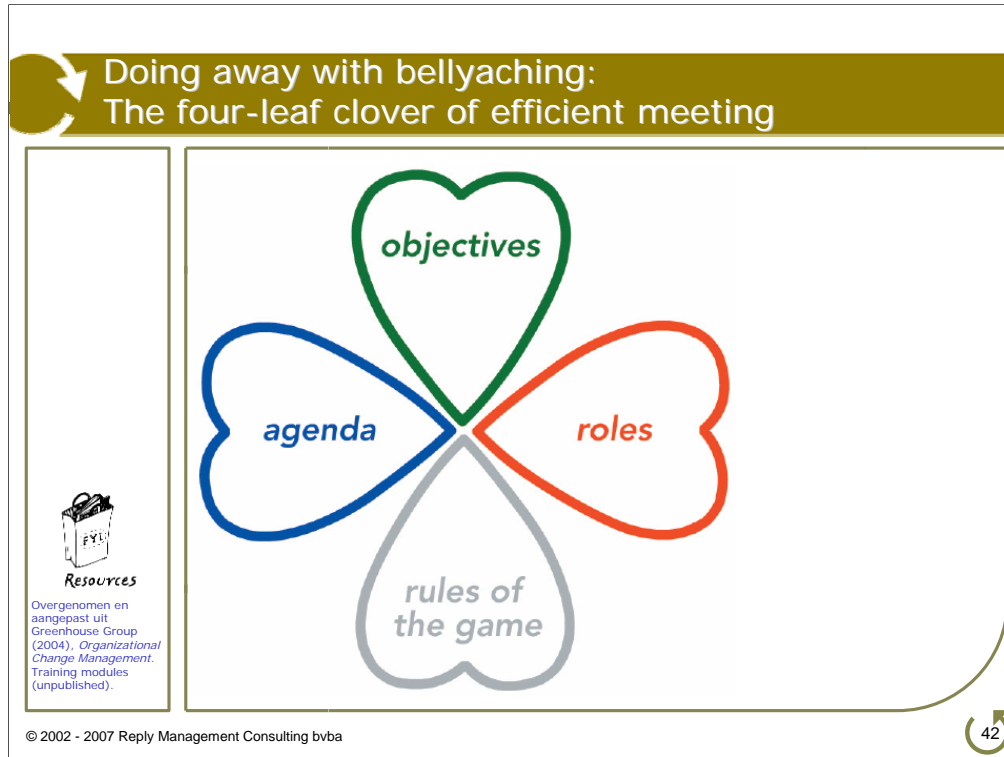 Doing away with bellyaching:
The four-leaf clover of efficient meeting
objectives
agenda
roles
rules of
the game
FYI
Resources
Overgenomen en
aangepast uit
Greenhouse Group
(2004), Organizational
Change Management.
Training modules
(unpublished).
© 2002 - 2007 Reply Management Consulting bvba
42